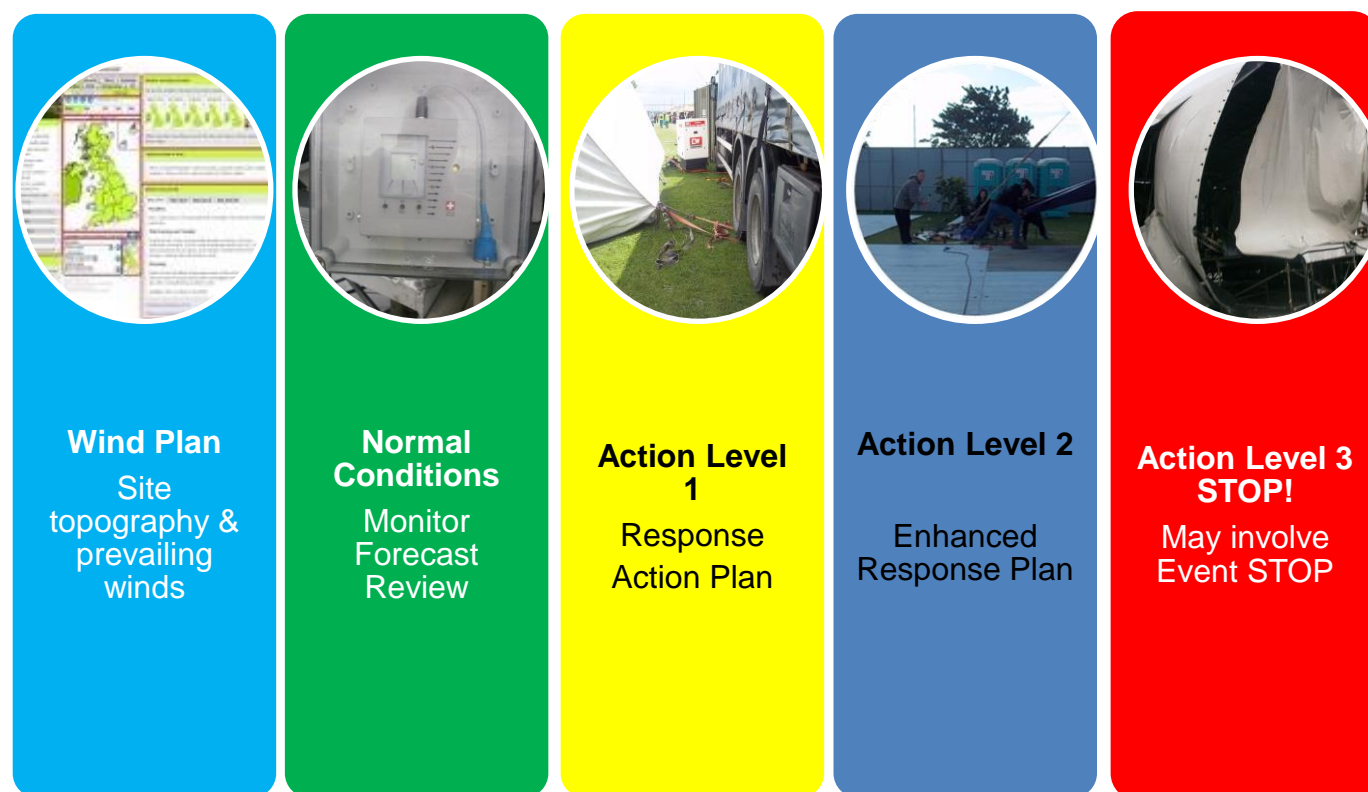 Wind Plan
Site
topography &
prevailing
winds
Normal
Conditions
Monitor
Forecast
Review
Action Level
1
Response
Action Plan
Action Level 2
Enhanced
Response Plan
Action Level 3
STOP!
May involve
Event STOP